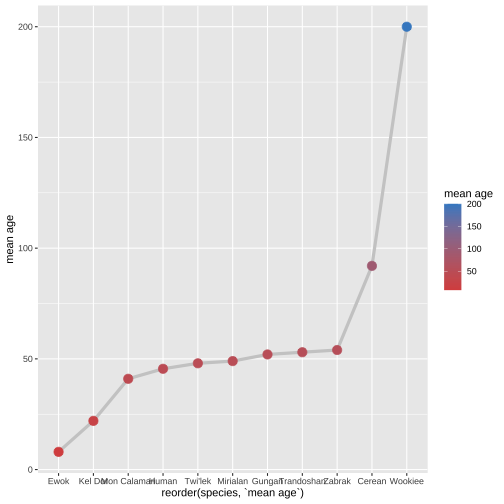 200
150
100
50
0
mean age
Ewok Kel Dor Mon Calamari Human Twi'lek Mirialan Gungan Trandoshan Zabrak Cerean Wookiee
reorder(species, `mean age`)
mean age
200
150
100
50